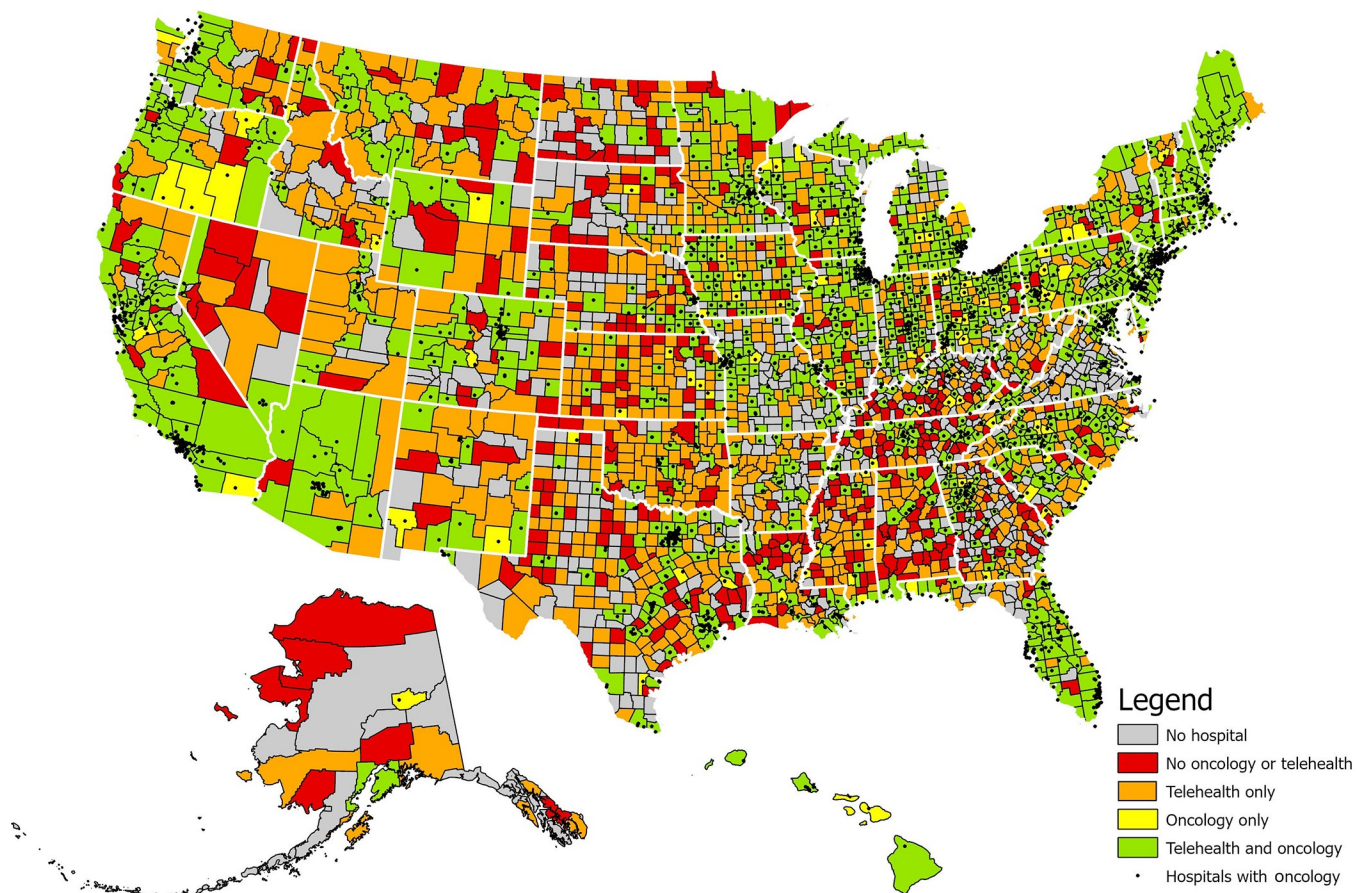 Legend
No hospital
No oncology or telehealth
Telehealth only
Oncology only
Telehealth and oncology
Hospitals with oncology